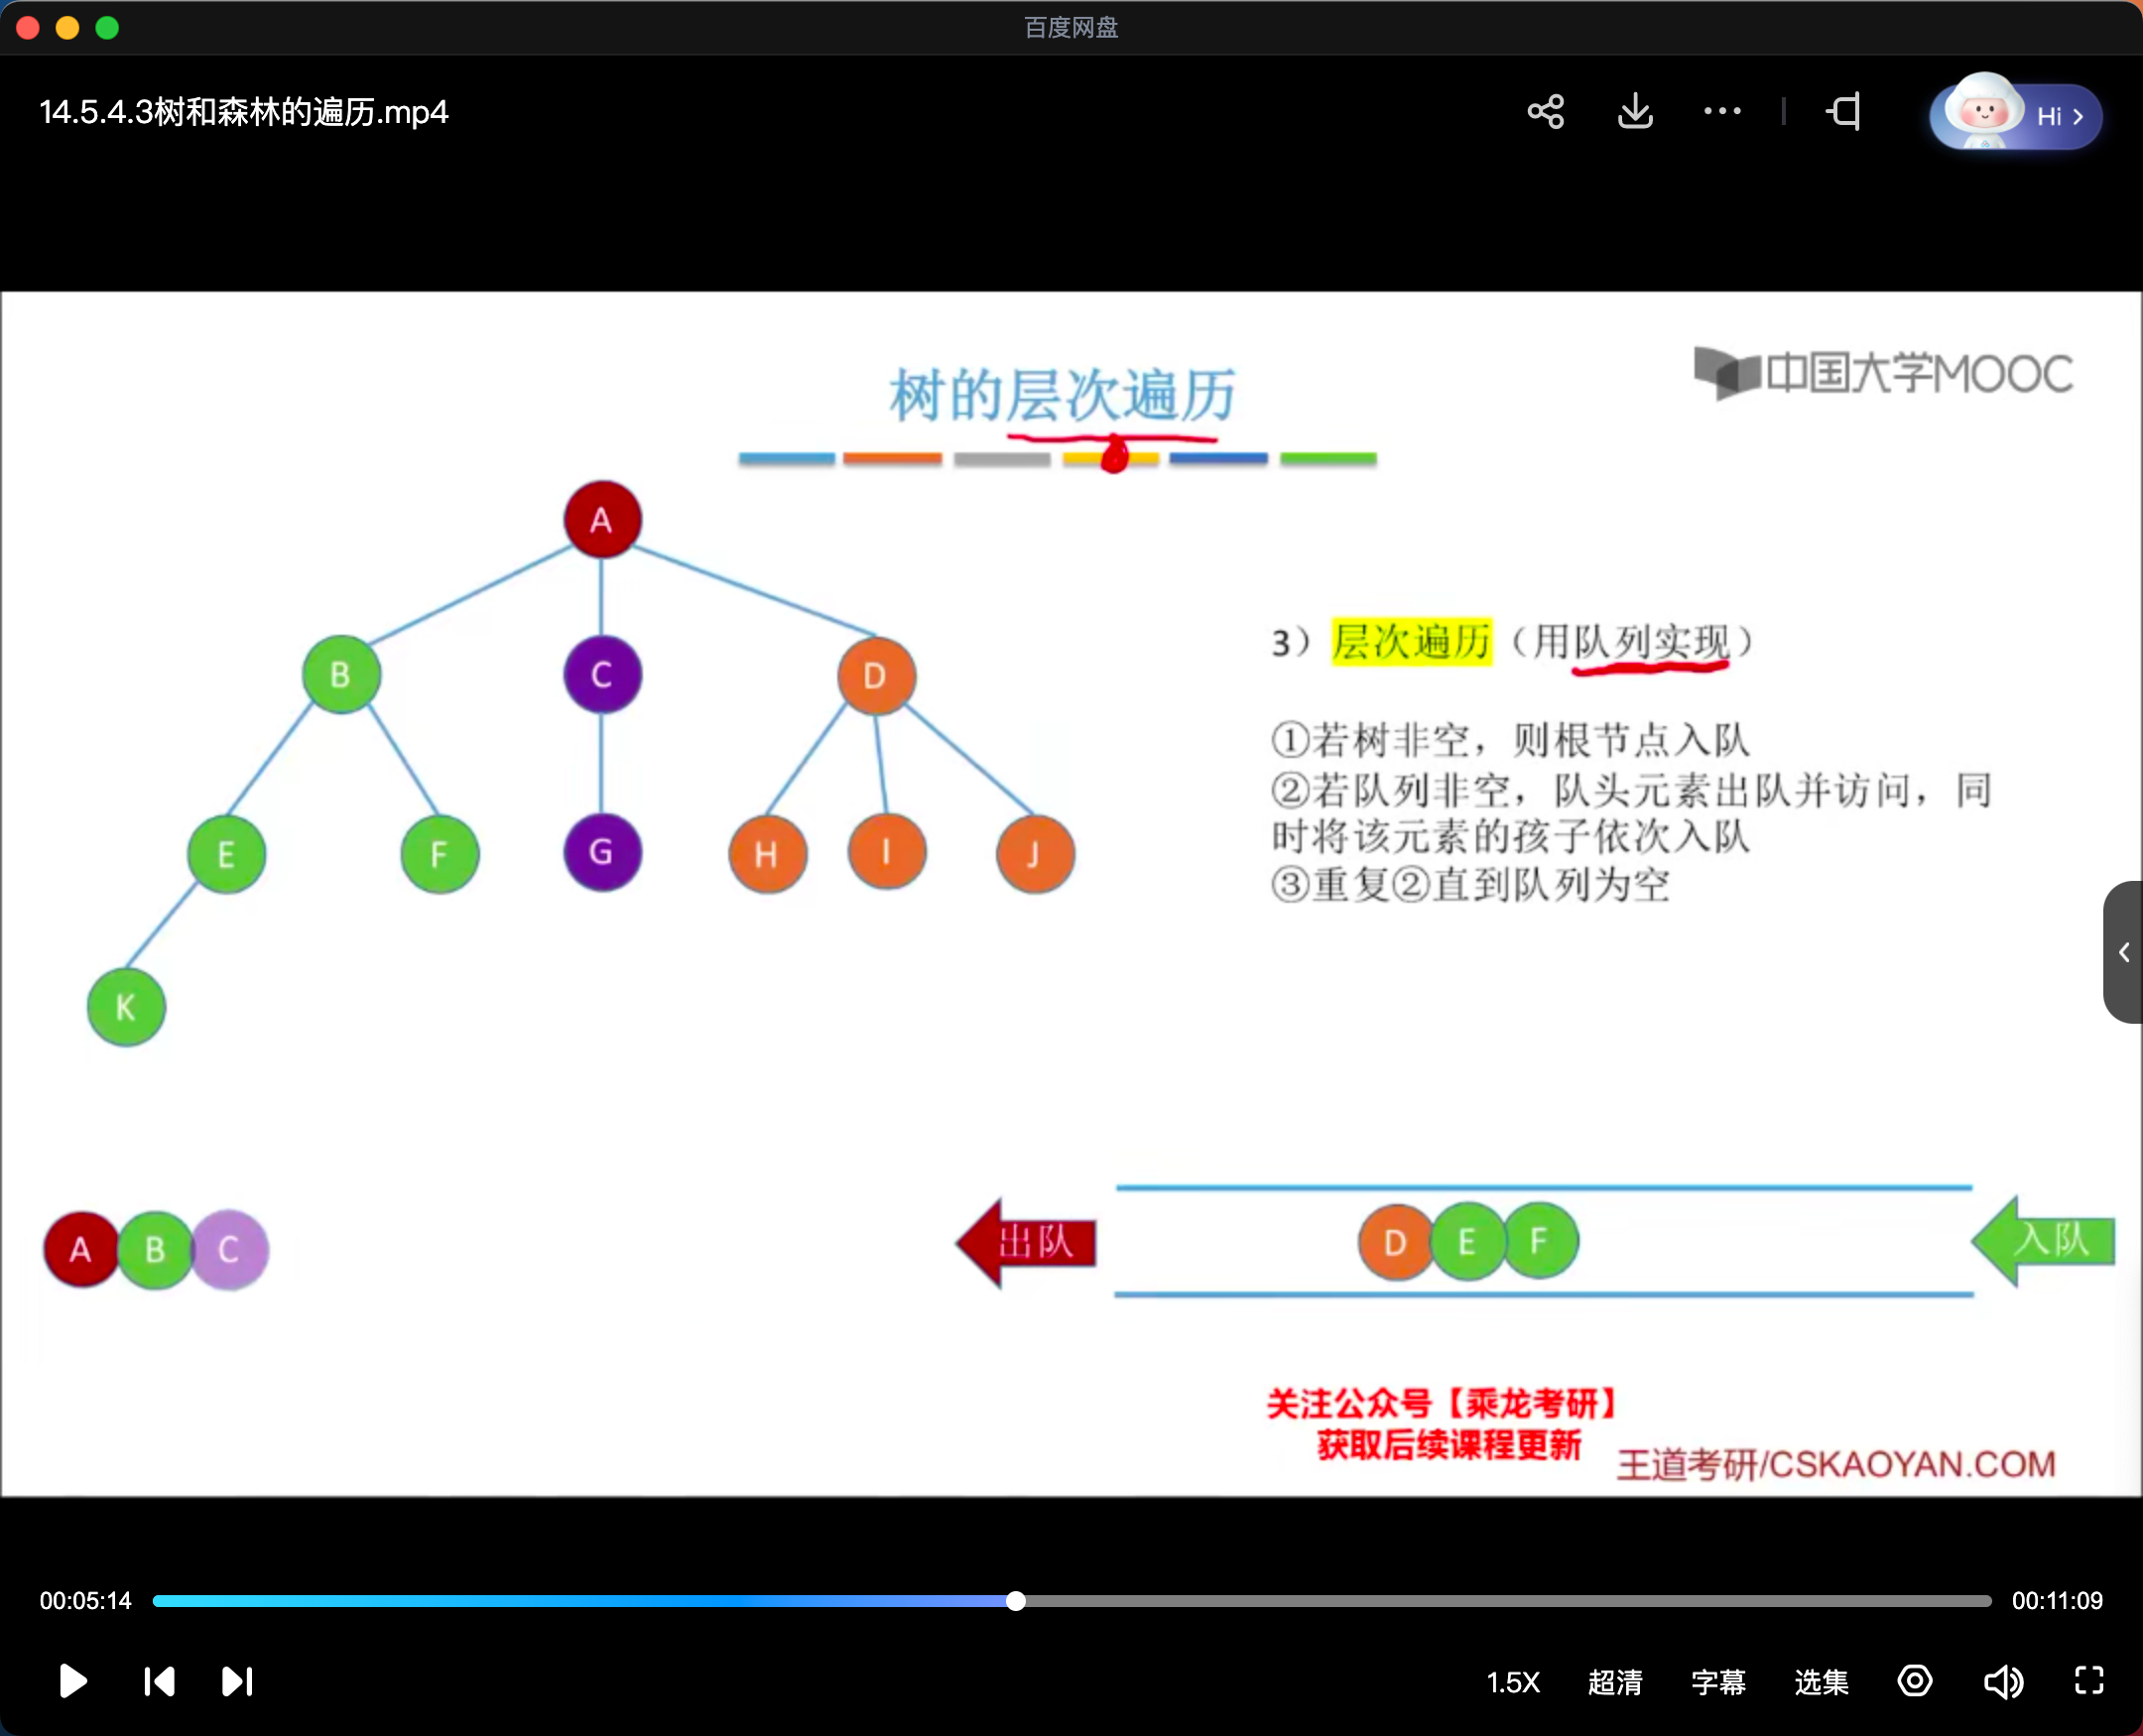 百度网盘
14.5.4.3树和森林的遍历.mp4
Hi
中国大学MOOC
树的层次遍历
A
B
C
D
E
F
G
H
I
J
K
3）层次遍历（用队列实现）
①若树非空，则根节点入队
②若队列非空，队头元素出队并访问，同
时将该元素的孩子依次入队
③重复②直到队列为空
A B C
出队
D E F
入队
关注公众号【乘龙考研】
获取后续课程更新
王道考研/CSKAOYAN.COM
00:05:14
00:11:09
1.5X 超清 字幕 选集